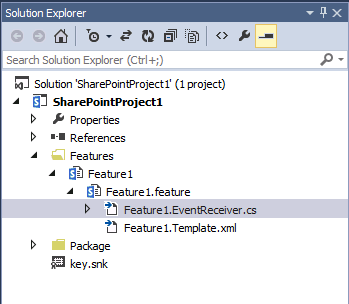 Solution Explorer
Search Solution Explorer (Ctrl+;)
Solution 'SharePointProject1' (1 project)
SharePointProject1
Properties
References
Features
Feature1
Feature1.feature
Feature1.EventReceiver.cs
Feature1.Template.xml
Package
key.snk